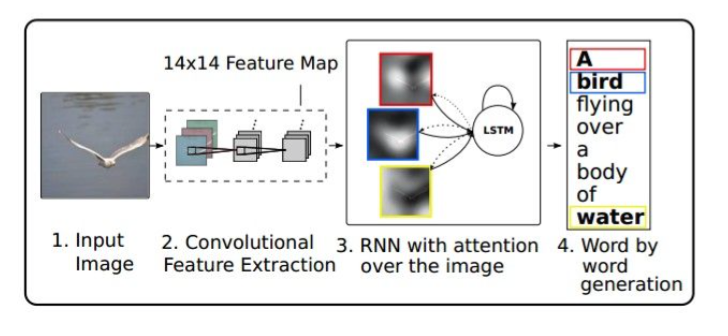 14x14 Feature Map
LSTM
A
bird
flying
over
a
body
of
water
1. Input
Image
2. Convolutional
Feature Extraction
3. RNN with attention
over the image
4. Word by
word
generation